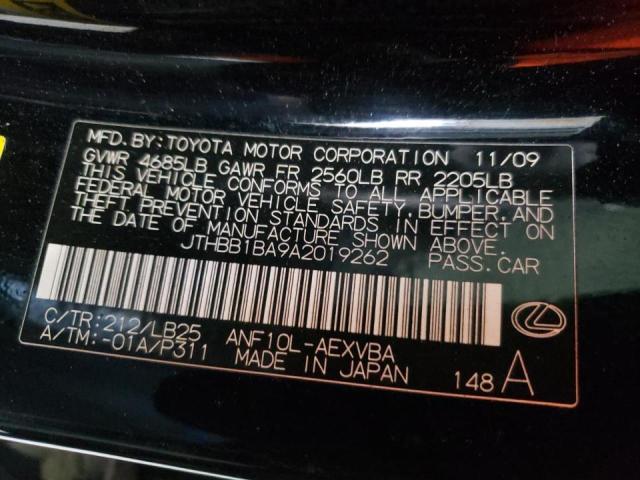 MFD.BY:TOYOTA MOTOR CORPORATION 11/09
GVWR 4685LB GAWR FR 2560LB RR 2205LB
THIS VEHICLE CONFORMS TO ALL APPLICABLE
FEDERAL MOTOR VEHICLE SAFETY,BUMPER,AND
THEFT PREVENTION STANDARDS IN EFFECT ON
THE DATE OF MANUFACTURE SHOWN ABOVE.
JTHBB1BA9A2019262 PASS.CAR
C/TR:212/LB25 ANF10L-AEXVBA
A/TM:-01A/P311 MADE IN JAPAN
148 A